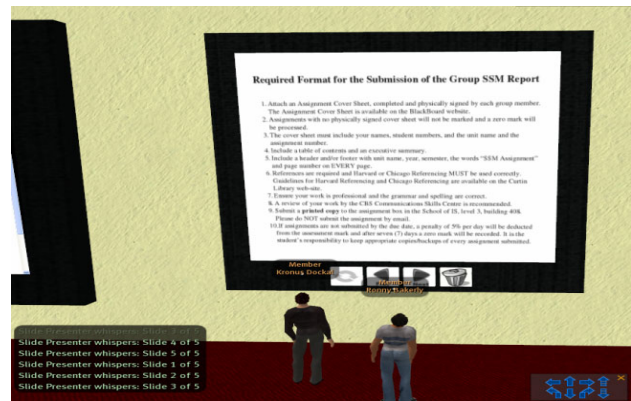 Required Format for the Submission of the Group SSM Report
1. Attach an Assignment Cover Sheet, completed and physically signed by each group member.
The Assignment Cover Sheet is available on the BlackBoard website.
2. Assignments with no physically signed cover sheet will not be marked and a zero mark will
be processed.
3. The cover sheet must include your names, student numbers, and the unit name and the
assignment number.
4. Include a table of contents and an executive summary.
5. Include a header and/or footer with unit name, year, semester, the words "SSM Assignment"
and page number on EVERY page.
6. References are required and Harvard or Chicago Referencing MUST be used correctly.
Guidelines for Harvard Referencing and Chicago Referencing are available on the Curtin
Library web-site.
7. Ensure your work is professional and the grammar and spelling are correct.
8. A review of your work by the CBS Communications Skills Centre is recommended.
9. Submit a printed copy to the assignment box in the School of IS, level 3, building 408.
Please do NOT submit the assignment by email.
10. If assignments are not submitted by the due date, a penalty of 5% per day will be deducted
from the assessment mark and after seven (7) days a zero mark will be recorded. It is the
student's responsibility to keep appropriate copies/backups of every assignment submitted.
Member
Kronus Dockal
Member
Ronny Bakerly
Slide Presenter whispers: Slide 3 of 5
Slide Presenter whispers: Slide 4 of 5
Slide Presenter whispers: Slide 5 of 5
Slide Presenter whispers: Slide 1 of 5
Slide Presenter whispers: Slide 2 of 5
Slide Presenter whispers: Slide 3 of 5